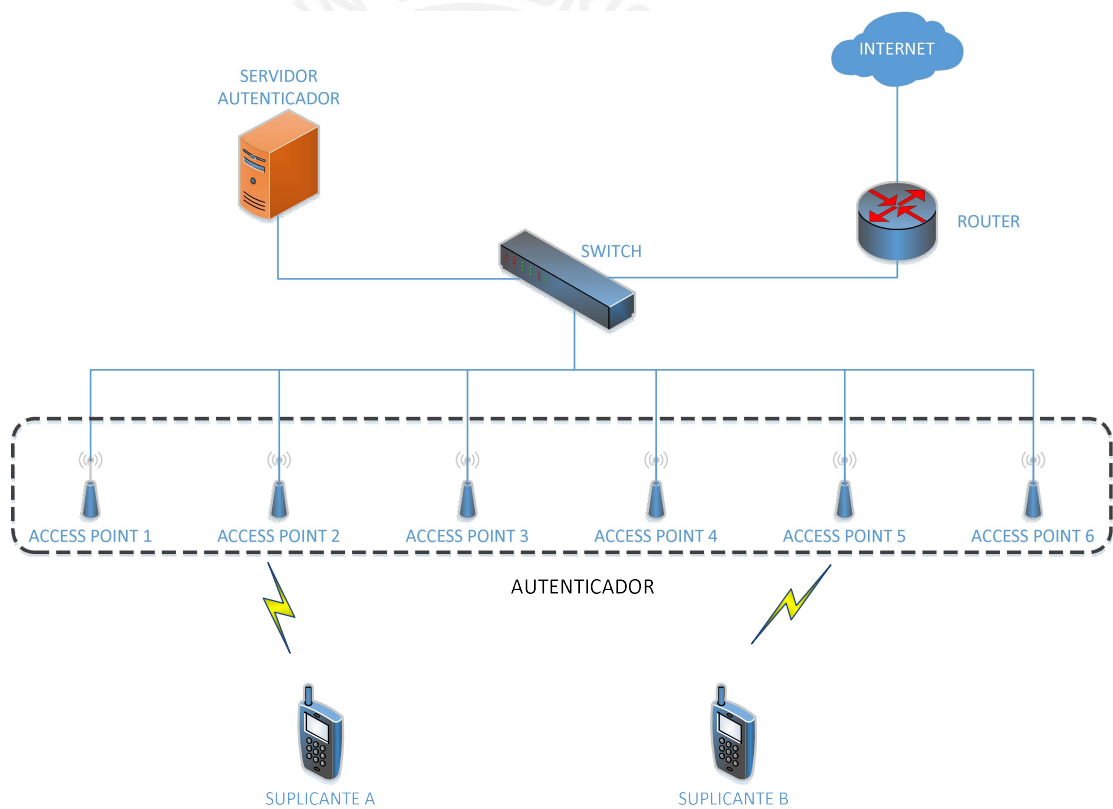 INTERNET
SERVIDOR
AUTENTICADOR
ROUTER
SWITCH
ACCESS POINT 1
ACCESS POINT 2
ACCESS POINT 3
ACCESS POINT 4
ACCESS POINT 5
ACCESS POINT 6
AUTENTICADOR
SUPLICANTE A
SUPLICANTE B